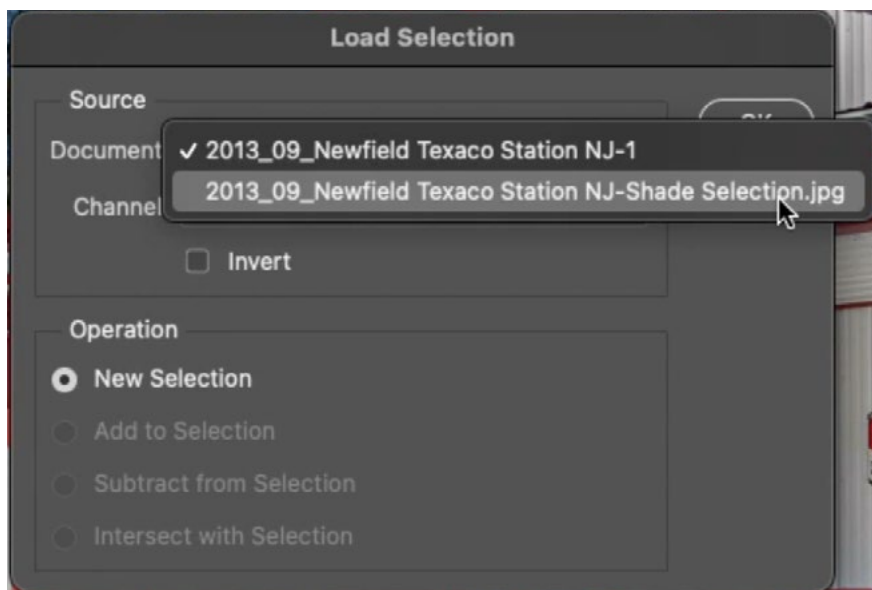 Load Selection
Source
Document
✓ 2013_09_Newfield Texaco Station NJ-1
2013_09_Newfield Texaco Station NJ-Shade Selection.jpg
Channel
Invert
Operation
New Selection
Add to Selection
Subtract from Selection
Intersect with Selection